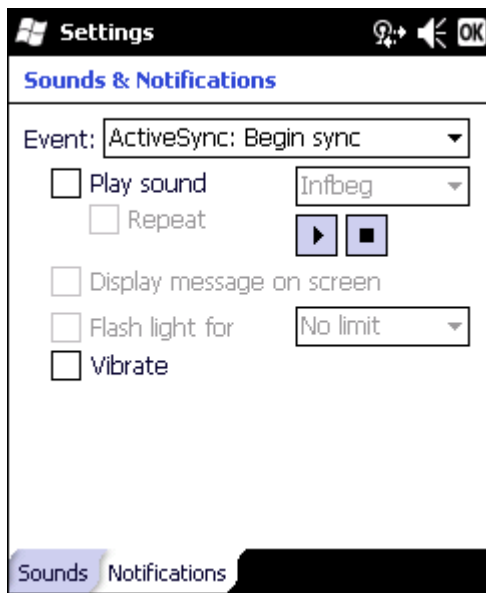 Settings OK
Sounds & Notifications
Event: ActiveSync: Begin sync
Play sound Infbeg
Repeat
Display message on screen
Flash light for No limit
Vibrate
Sounds Notifications